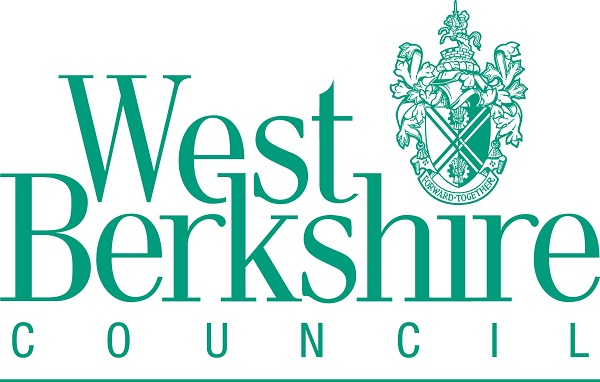 West
FORWARD·TOGETHER
Berkshire
COUNCIL